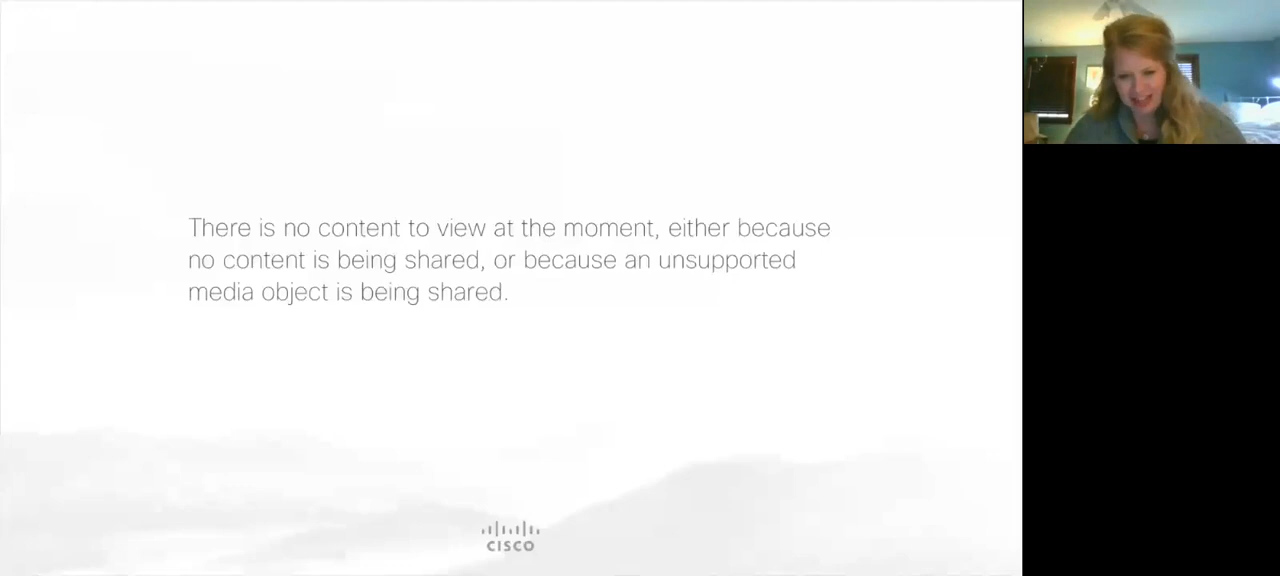 There is no content to view at the moment, either because
no content is being shared, or because an unsupported
media object is being shared.
CISCO